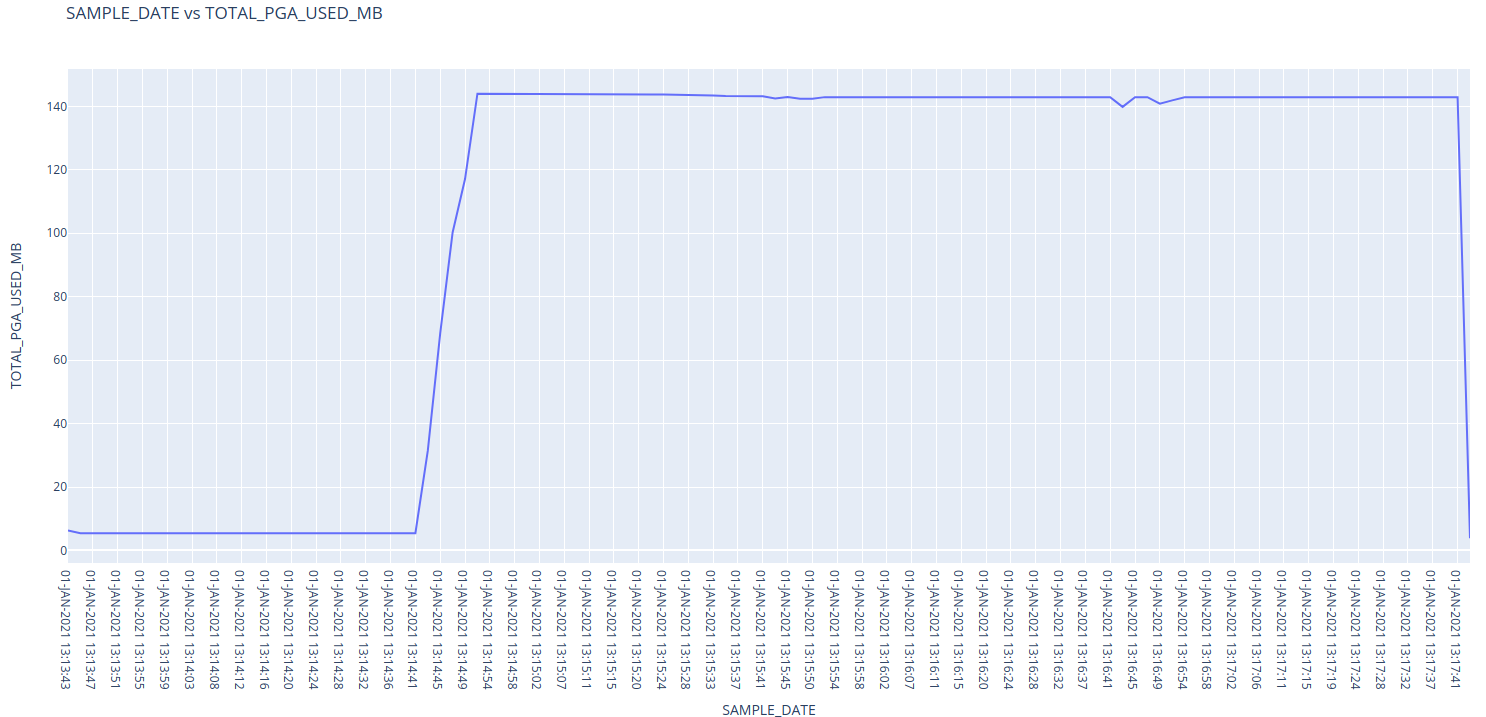 SAMPLE_DATE vs TOTAL_PGA_USED_MB
TOTAL_PGA_USED_MB
140
120
100
80
60
40
20
0
01-JAN-2021 13:13:43
01-JAN-2021 13:13:47
01-JAN-2021 13:13:51
01-JAN-2021 13:13:55
01-JAN-2021 13:13:59
01-JAN-2021 13:14:03
01-JAN-2021 13:14:08
01-JAN-2021 13:14:12
01-JAN-2021 13:14:16
01-JAN-2021 13:14:20
01-JAN-2021 13:14:24
01-JAN-2021 13:14:28
01-JAN-2021 13:14:32
01-JAN-2021 13:14:36
01-JAN-2021 13:14:41
01-JAN-2021 13:14:45
01-JAN-2021 13:14:49
01-JAN-2021 13:14:54
01-JAN-2021 13:14:58
01-JAN-2021 13:15:02
01-JAN-2021 13:15:07
01-JAN-2021 13:15:11
01-JAN-2021 13:15:15
01-JAN-2021 13:15:20
01-JAN-2021 13:15:24
01-JAN-2021 13:15:28
01-JAN-2021 13:15:33
01-JAN-2021 13:15:37
01-JAN-2021 13:15:41
01-JAN-2021 13:15:45
01-JAN-2021 13:15:50
01-JAN-2021 13:15:54
01-JAN-2021 13:15:58
01-JAN-2021 13:16:02
01-JAN-2021 13:16:07
01-JAN-2021 13:16:11
01-JAN-2021 13:16:15
01-JAN-2021 13:16:20
01-JAN-2021 13:16:24
01-JAN-2021 13:16:28
01-JAN-2021 13:16:32
01-JAN-2021 13:16:37
01-JAN-2021 13:16:41
01-JAN-2021 13:16:45
01-JAN-2021 13:16:49
01-JAN-2021 13:16:54
01-JAN-2021 13:16:58
01-JAN-2021 13:17:02
01-JAN-2021 13:17:06
01-JAN-2021 13:17:11
01-JAN-2021 13:17:15
01-JAN-2021 13:17:19
01-JAN-2021 13:17:24
01-JAN-2021 13:17:28
01-JAN-2021 13:17:32
01-JAN-2021 13:17:37
01-JAN-2021 13:17:41
SAMPLE_DATE